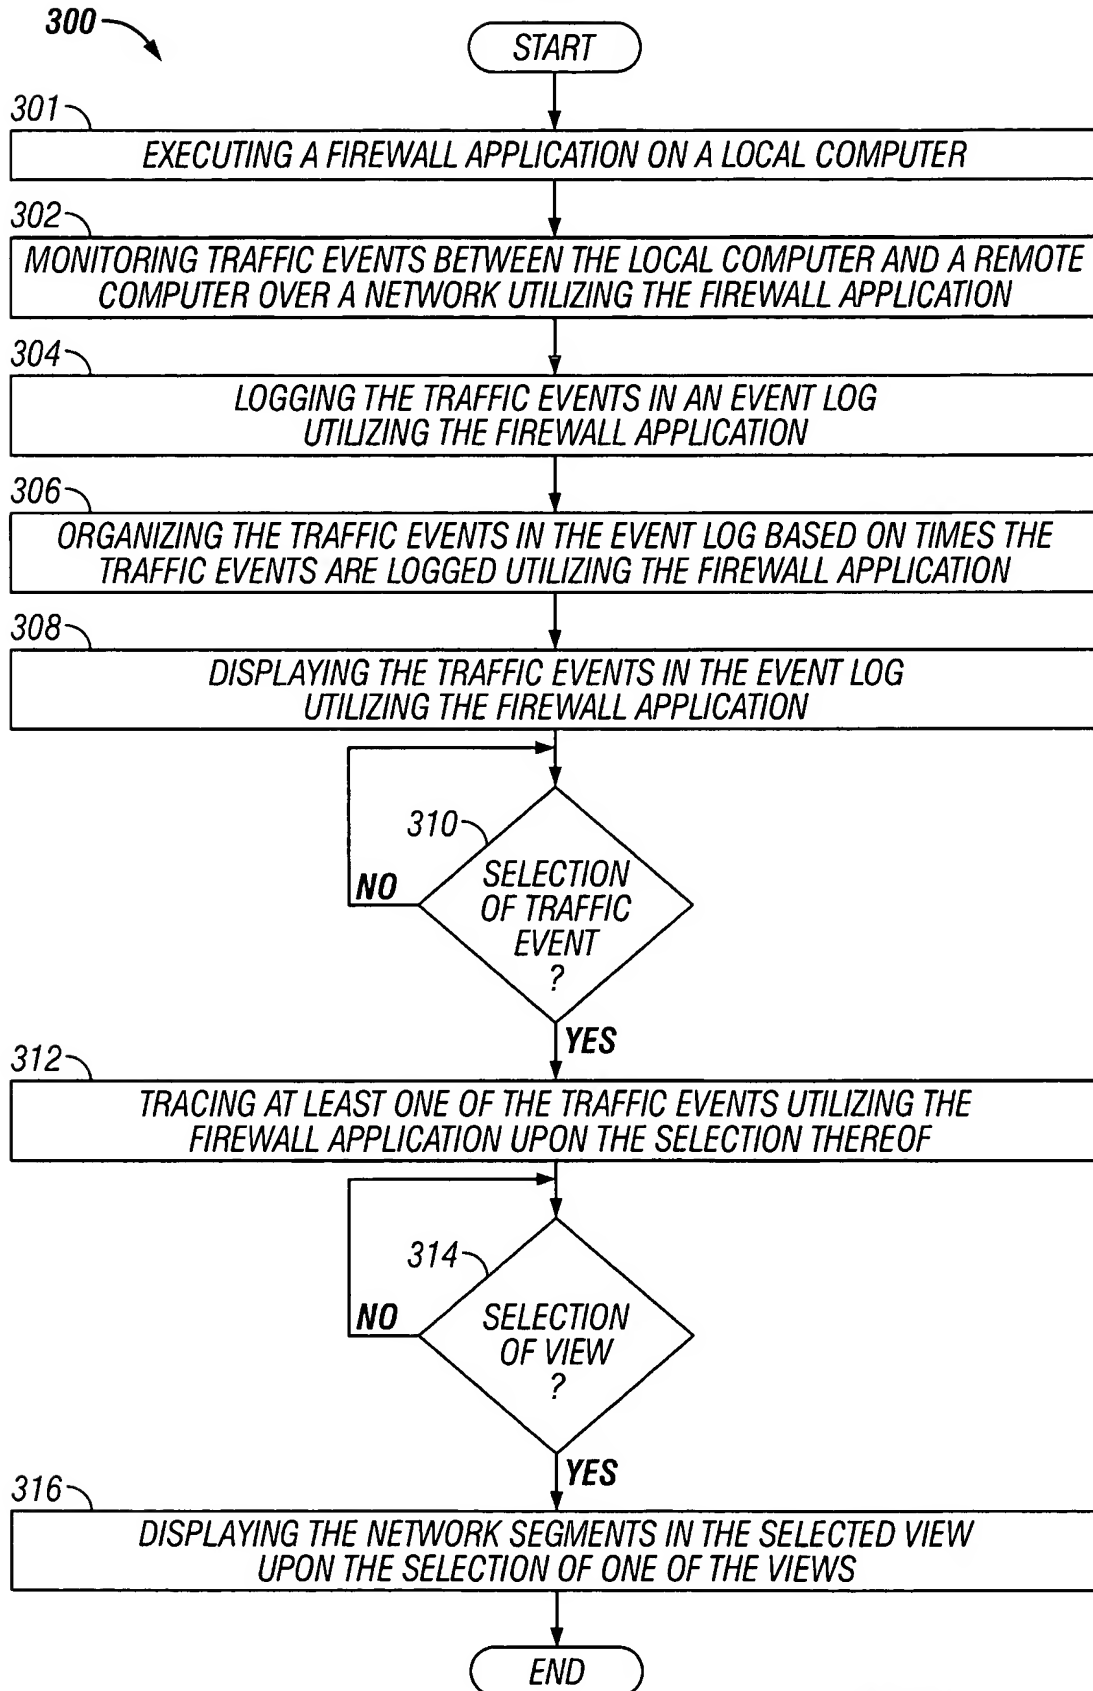 300
START
301
EXECUTING A FIREWALL APPLICATION ON A LOCAL COMPUTER
302
MONITORING TRAFFIC EVENTS BETWEEN THE LOCAL COMPUTER AND A REMOTE
COMPUTER OVER A NETWORK UTILIZING THE FIREWALL APPLICATION
304
LOGGING THE TRAFFIC EVENTS IN AN EVENT LOG
UTILIZING THE FIREWALL APPLICATION
306
ORGANIZING THE TRAFFIC EVENTS IN THE EVENT LOG BASED ON TIMES THE
TRAFFIC EVENTS ARE LOGGED UTILIZING THE FIREWALL APPLICATION
308
DISPLAYING THE TRAFFIC EVENTS IN THE EVENT LOG
UTILIZING THE FIREWALL APPLICATION
310
SELECTION
OF TRAFFIC
EVENT
?
NO
YES
312
TRACING AT LEAST ONE OF THE TRAFFIC EVENTS UTILIZING THE
FIREWALL APPLICATION UPON THE SELECTION THEREOF
314
SELECTION
OF VIEW
?
NO
YES
316
DISPLAYING THE NETWORK SEGMENTS IN THE SELECTED VIEW
UPON THE SELECTION OF ONE OF THE VIEWS
END